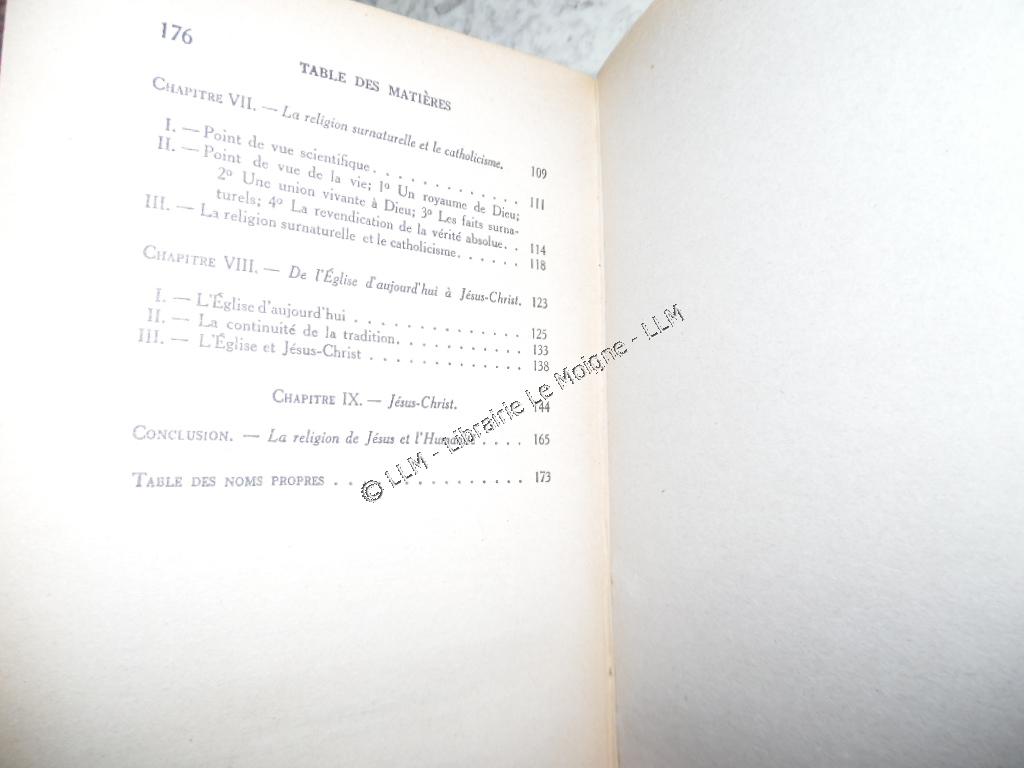 176
TABLE DES MATIÈRES
CHAPITRE VII. — La religion surnaturelle et le catholicisme. 109
I. — Point de vue scientifique . . . . . . . . . . . . 111
II. — Point de vue de la vie; 1º Un royaume de Dieu;
2º Une union vivante à Dieu; 3º Les faits surna-
turels; 4º La revendication de la vérité absolue. . 114
III. — La religion surnaturelle et le catholicisme. . . . . . 118
CHAPITRE VIII. — De l'Église d'aujourd'hui à Jésus-Christ. 123
I. — L'Église d'aujourd'hui . . . . . . . . . . . . . 125
II. — La continuité de la tradition. . . . . . . . . . . 133
III. — L'Église et Jésus-Christ . . . . . . . . . . . . 138
CHAPITRE IX. — Jésus-Christ. 144
CONCLUSION. — La religion de Jésus et l'Humanité . . . . 165
TABLE DES NOMS PROPRES . . . . . . . . . . . . . . 173
© LLM - Librairie Le Moigne - LLM